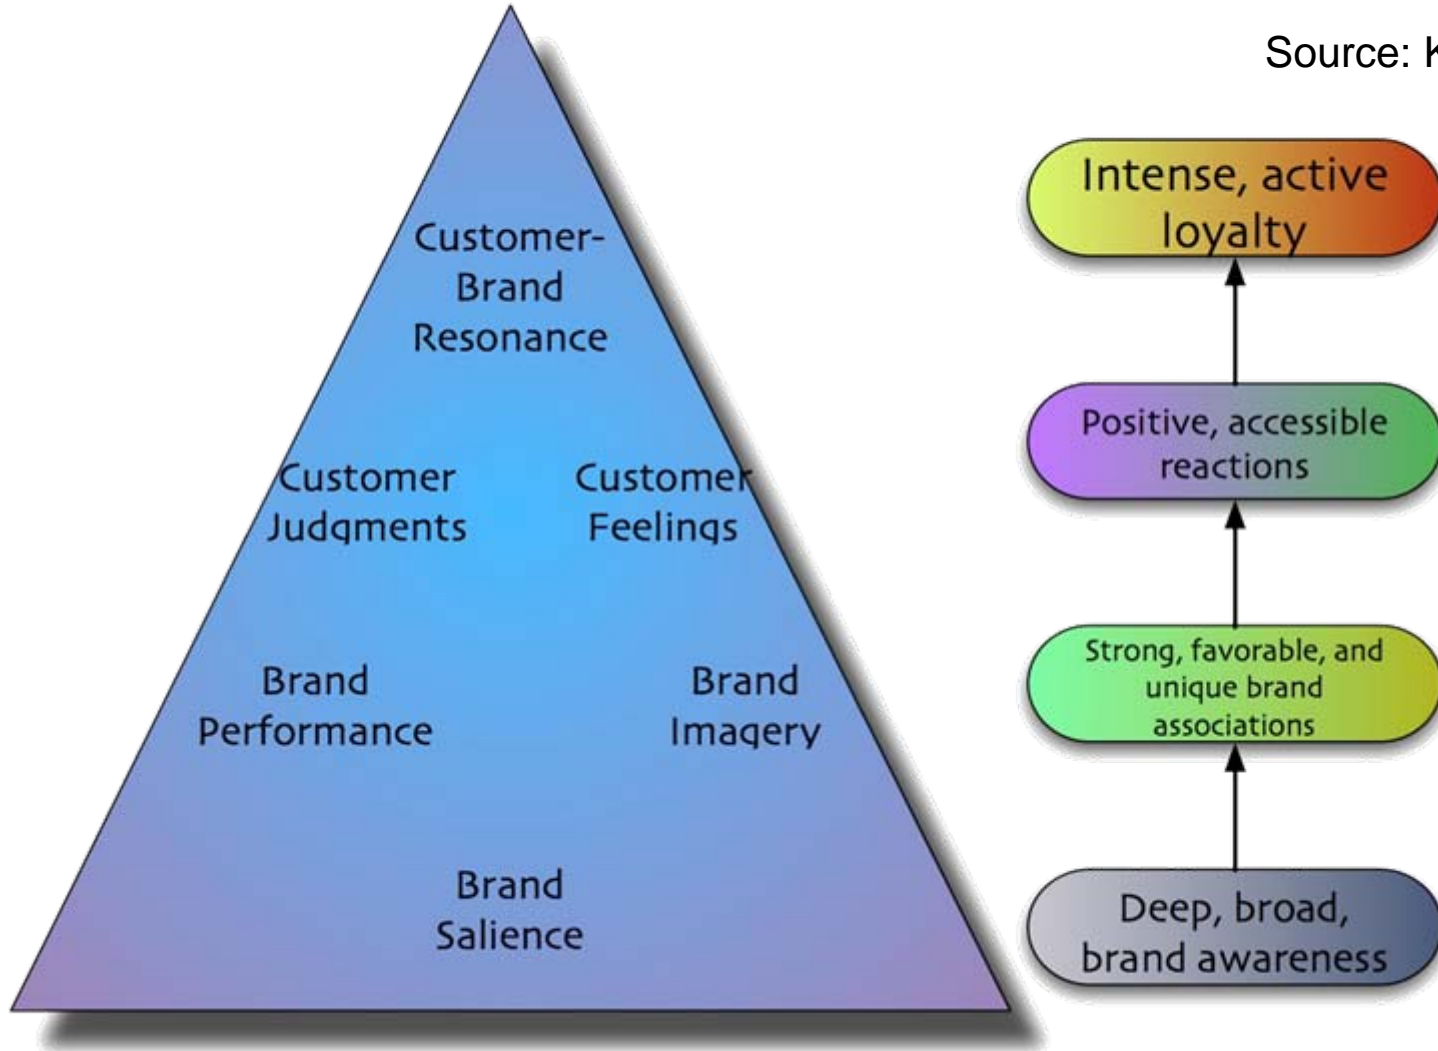 Source: K
Customer-
Brand
Resonance
Customer
Judgments
Customer
Feelings
Brand
Performance
Brand
Imagery
Brand
Salience
Intense, active
loyalty
Positive, accessible
reactions
Strong, favorable, and
unique brand
associations
Deep, broad,
brand awareness